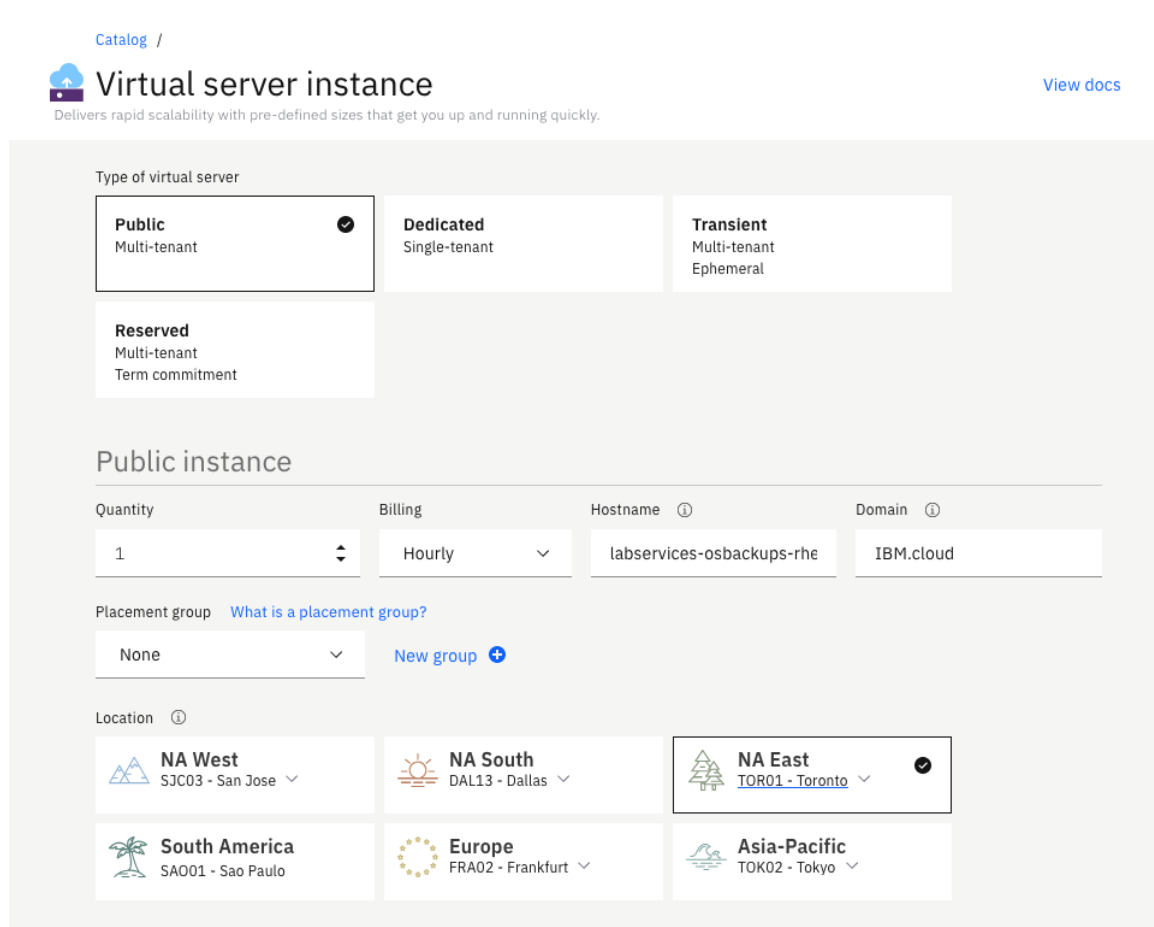 Catalog /
Virtual server instance
View docs
Delivers rapid scalability with pre-defined sizes that get you up and running quickly.
Type of virtual server
Public
Multi-tenant
Dedicated
Single-tenant
Transient
Multi-tenant
Ephemeral
Reserved
Multi-tenant
Term commitment
Public instance
Quantity
Billing
Hostname
Domain
1
Hourly
labservices-osbackups-rhe
IBM.cloud
Placement group What is a placement group?
None
New group
Location
NA West
SJC03 - San Jose
NA South
DAL13 - Dallas
NA East
TOR01 - Toronto
South America
SAO01 - Sao Paulo
Europe
FRA02 - Frankfurt
Asia-Pacific
TOK02 - Tokyo